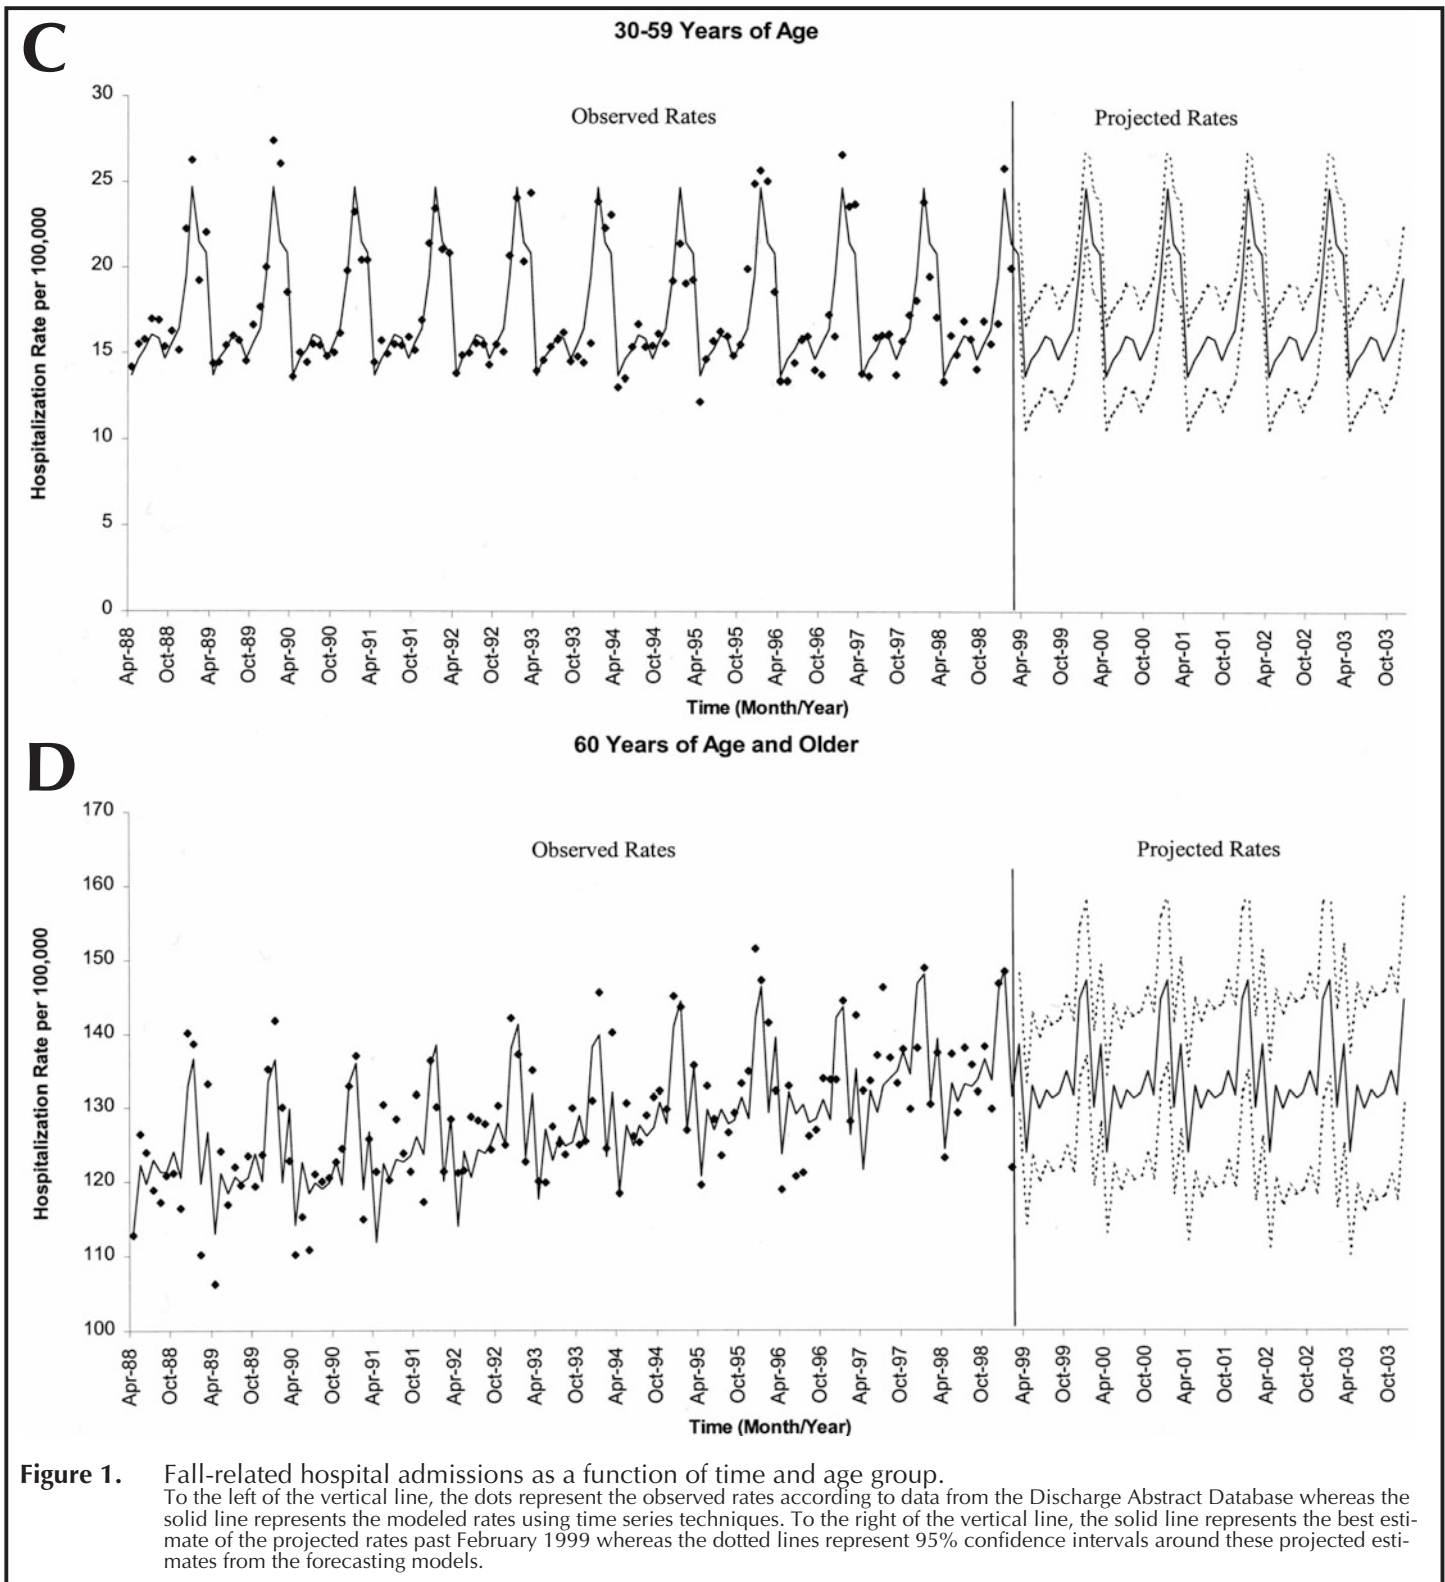 C
30-59 Years of Age
30
25
20
15
10
5
0
Hospitalization Rate per 100,000
Observed Rates
Projected Rates
Apr-88
Oct-88
Apr-89
Oct-89
Apr-90
Oct-90
Apr-91
Oct-91
Apr-92
Oct-92
Apr-93
Oct-93
Apr-94
Oct-94
Apr-95
Oct-95
Apr-96
Oct-96
Apr-97
Oct-97
Apr-98
Oct-98
Apr-99
Oct-99
Apr-00
Oct-00
Apr-01
Oct-01
Apr-02
Oct-02
Apr-03
Oct-03
Time (Month/Year)
D
60 Years of Age and Older
170
160
150
140
130
120
110
100
Hospitalization Rate per 100,000
Observed Rates
Projected Rates
Apr-88
Oct-88
Apr-89
Oct-89
Apr-90
Oct-90
Apr-91
Oct-91
Apr-92
Oct-92
Apr-93
Oct-93
Apr-94
Oct-94
Apr-95
Oct-95
Apr-96
Oct-96
Apr-97
Oct-97
Apr-98
Oct-98
Apr-99
Oct-99
Apr-00
Oct-00
Apr-01
Oct-01
Apr-02
Oct-02
Apr-03
Oct-03
Time (Month/Year)
Figure 1. Fall-related hospital admissions as a function of time and age group.
To the left of the vertical line, the dots represent the observed rates according to data from the Discharge Abstract Database whereas the
solid line represents the modeled rates using time series techniques. To the right of the vertical line, the solid line represents the best esti-
mate of the projected rates past February 1999 whereas the dotted lines represent 95% confidence intervals around these projected esti-
mates from the forecasting models.